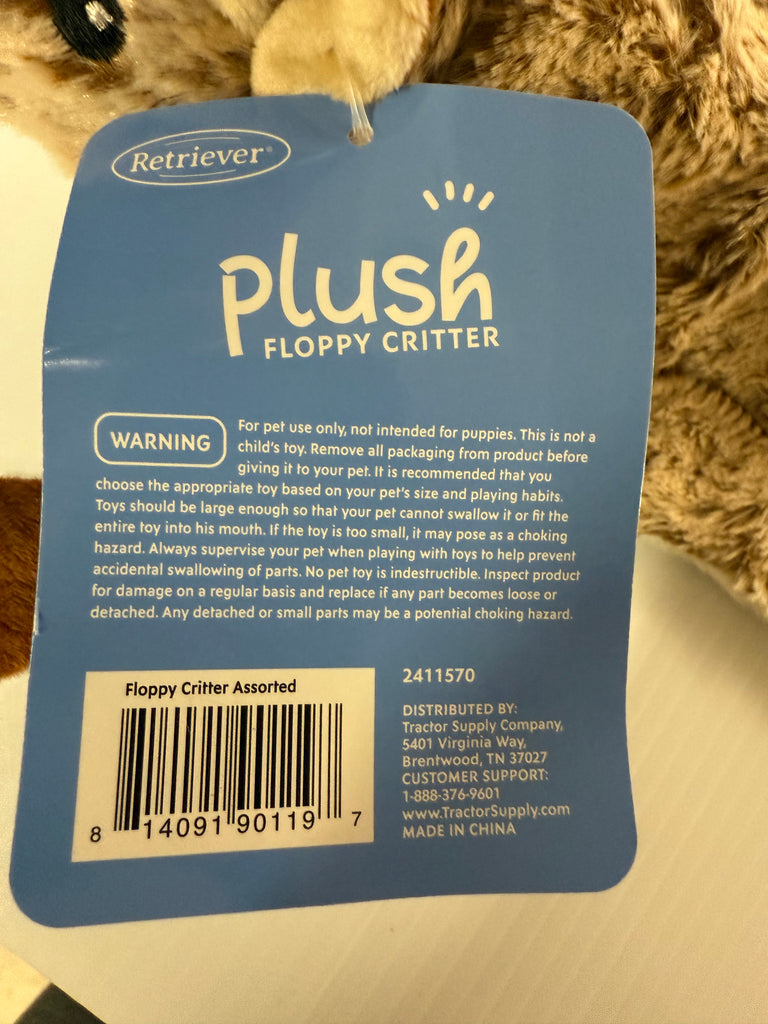 Retriever®
plush
FLOPPY CRITTER
WARNING
For pet use only, not intended for puppies. This is not a
child's toy. Remove all packaging from product before
giving it to your pet. It is recommended that you
choose the appropriate toy based on your pet's size and playing habits.
Toys should be large enough so that your pet cannot swallow it or fit the
entire toy into his mouth. If the toy is too small, it may pose as a choking
hazard. Always supervise your pet when playing with toys to help prevent
accidental swallowing of parts. No pet toy is indestructible. Inspect product
for damage on a regular basis and replace if any part becomes loose or
detached. Any detached or small parts may be a potential choking hazard.
Floppy Critter Assorted
8 14091 90119 7
2411570
DISTRIBUTED BY:
Tractor Supply Company,
5401 Virginia Way,
Brentwood, TN 37027
CUSTOMER SUPPORT:
1-888-376-9601
www.TractorSupply.com
MADE IN CHINA